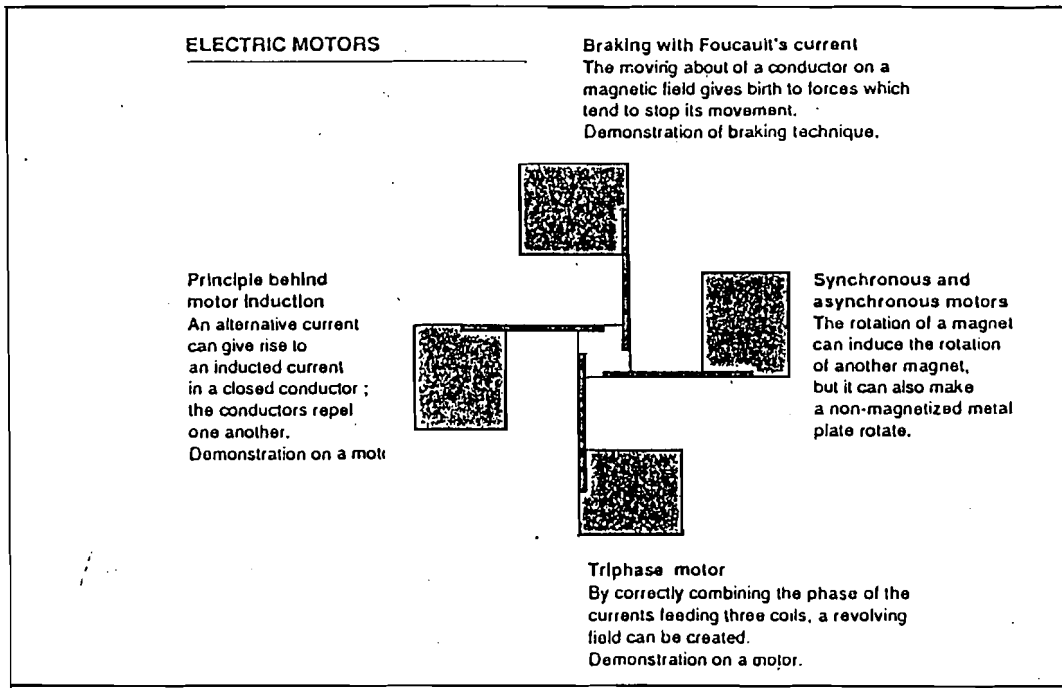 ELECTRIC MOTORS
Braking with Foucault's current
The moving about of a conductor on a
magnetic field gives birth to forces which
tend to stop its movement.
Demonstration of braking technique.
Principle behind
motor induction
An alternative current
can give rise to
an inducted current
in a closed conductor ;
the conductors repel
one another.
Demonstration on a moto
Synchronous and
asynchronous motors
The rotation of a magnet
can induce the rotation
of another magnet,
but it can also make
a non-magnetized metal
plate rotate.
Triphase motor
By correctly combining the phase of the
currents feeding three coils, a revolving
field can be created.
Demonstration on a motor.